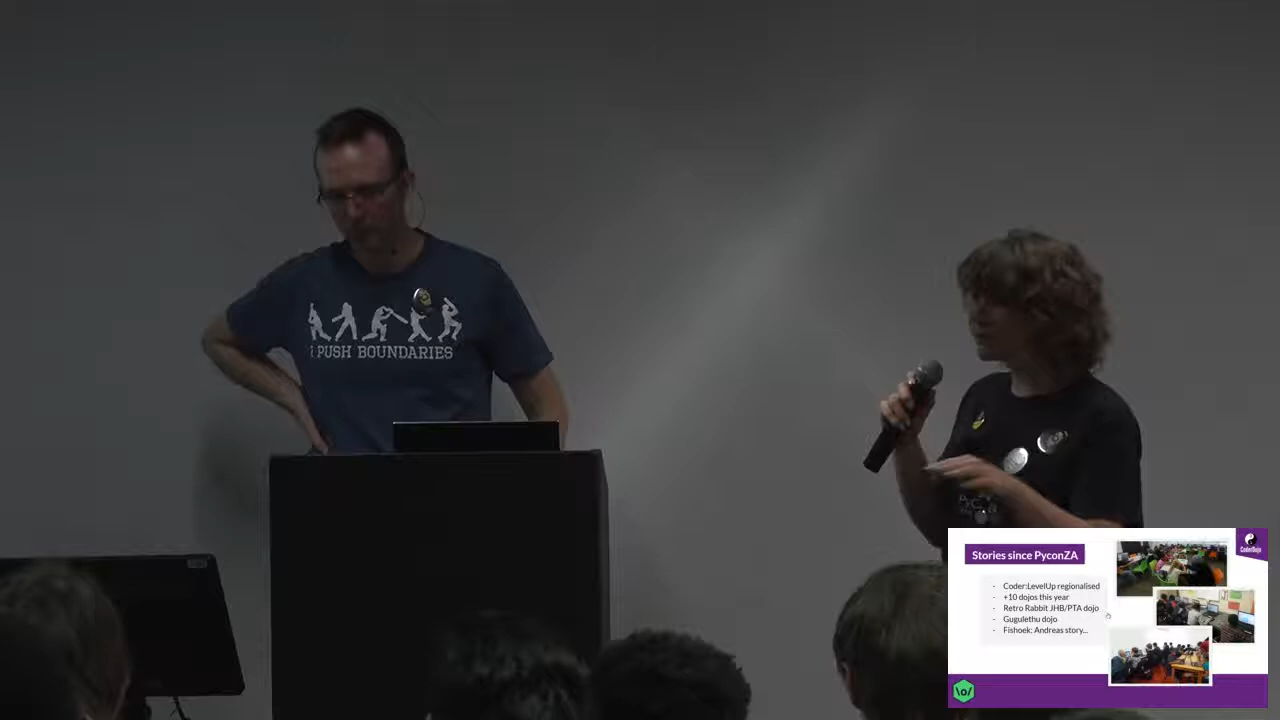 I PUSH BOUNDARIES
Stories since PyconZA
CoderDojo
- Coder:LevelUp regionalised
- +10 dojos this year
- Retro Rabbit JHB/PTA dojo
- Gugulethu dojo
- Fishoek: Andreas story...
\o/